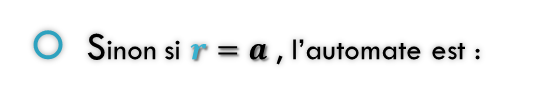 Sinon si r = a , l’automate est :